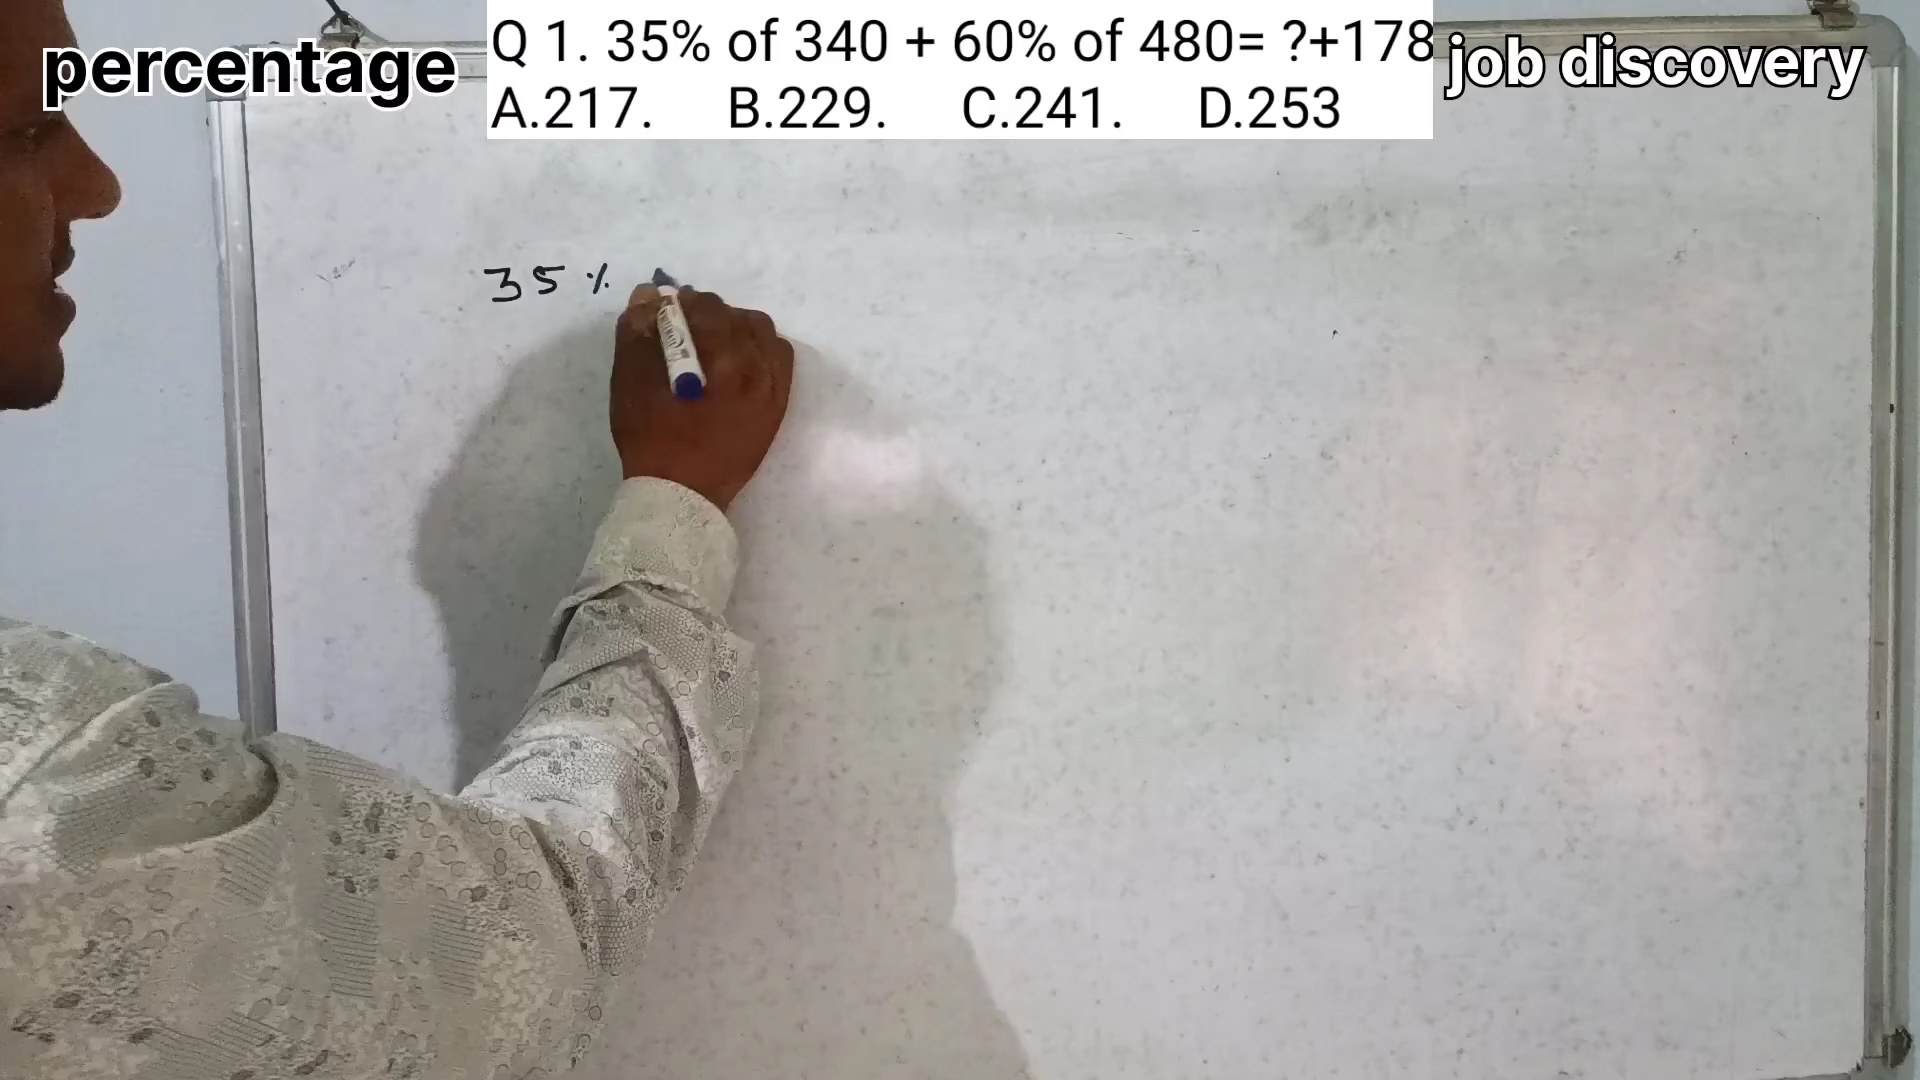 percentage
Q 1. 35% of 340 + 60% of 480= ?+178
A.217. B.229. C.241. D.253
job discovery
35%